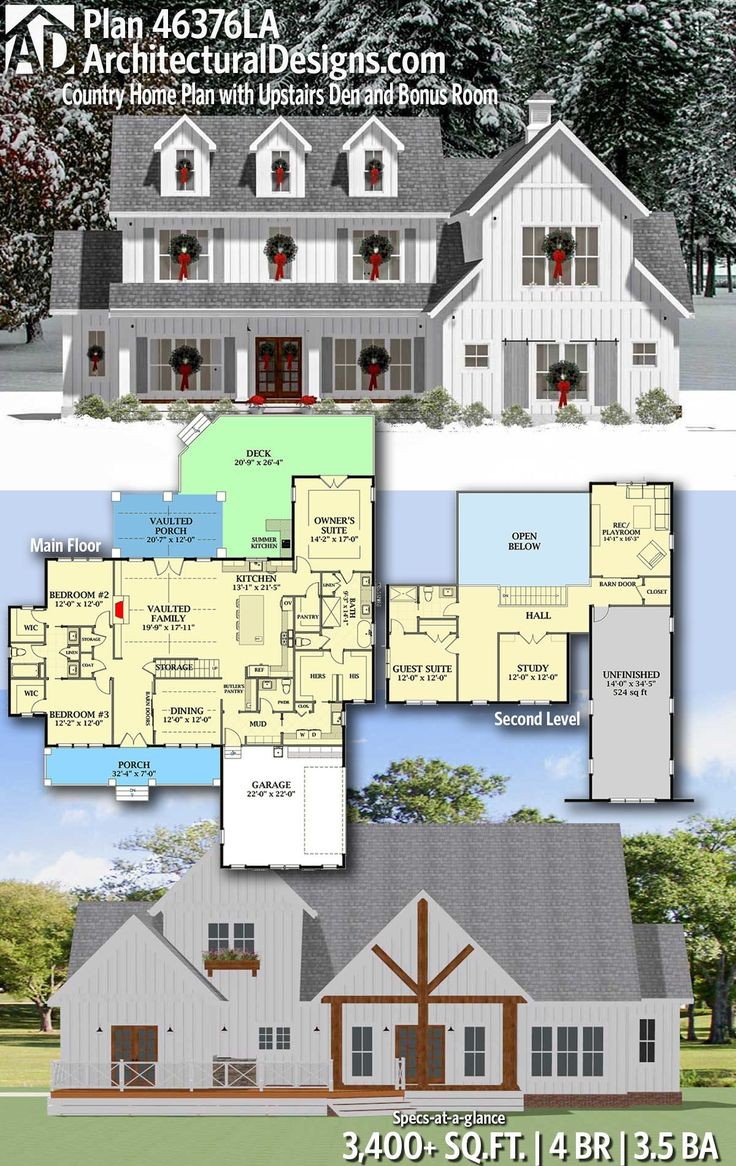 AD
Plan 46376LA
ArchitecturalDesigns.com
Country Home Plan with Upstairs Den and Bonus Room
DECK
20'-9" X 26'-4"
SUMMER
KITCHEN
VAULTED
PORCH
20'-7" X 12'-0"
OWNER'S
SUITE
14'-2" X 17'-0"
Main Floor
BEDROOM #2
12'-0" X 12'-0"
WIC
STORAGE
LINEN
COAT
WIC
BEDROOM #3
12'-2" X 12'-0"
VAULTED
FAMILY
19'-9" X 17'-11"
KITCHEN
13'-1" X 21'-5"
OV
PANTRY
LINEN
BATH
9'-3" X 14'-1"
REF
STORAGE
BARN DOORS
DINING
12'-0" X 12'-0"
BUTLER'S
PANTRY
PWDR
HERS
HIS
CLOS.
MUD
W D
PORCH
32'-4" X 7'-0"
GARAGE
22'-0" X 22'-0"
OPEN
BELOW
REC/
PLAYROOM
14'-1" X 16'-3"
BARN DOOR
CLOSET
HALL
GUEST SUITE
12'-0" X 12'-0"
STUDY
12'-0" X 12'-0"
UNFINISHED
14'-0" X 34'-5"
524 sq ft
Second Level
Specs-at-a-glance
3,400+ SQ.FT. | 4 BR | 3.5 BA